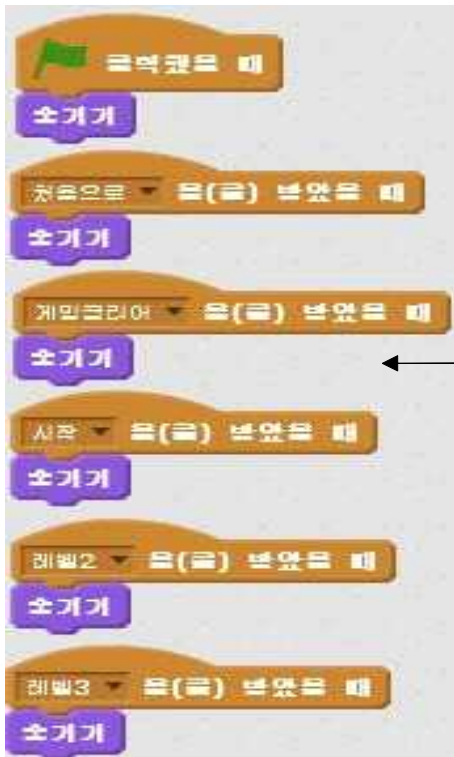 클릭했을 때
숨기기
처음으로 을(를) 받았을 때
숨기기
게임클리어 을(를) 받았을 때
숨기기
시작 을(를) 받았을 때
숨기기
레벨2 을(를) 받았을 때
숨기기
레벨3 을(를) 받았을 때
숨기기